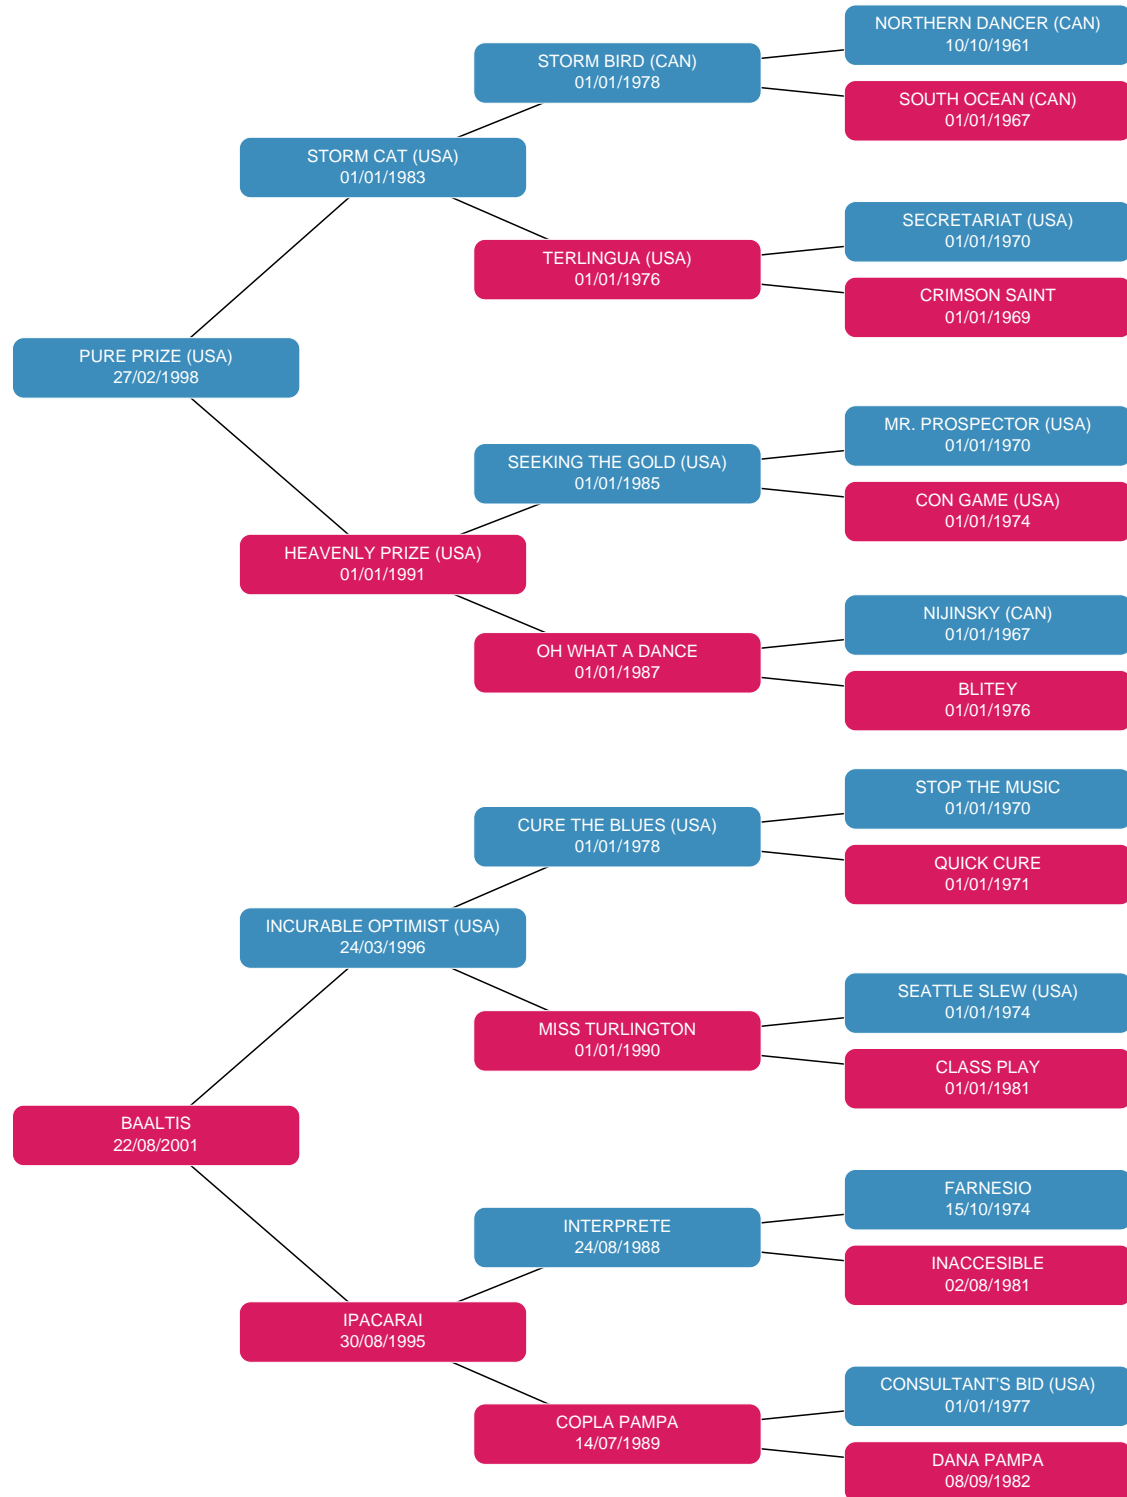 NORTHERN DANCER (CAN)
10/10/1961
STORM BIRD (CAN)
01/01/1978
SOUTH OCEAN (CAN)
01/01/1967
STORM CAT (USA)
01/01/1983
SECRETARIAT (USA)
01/01/1970
TERLINGUA (USA)
01/01/1976
CRIMSON SAINT
01/01/1969
PURE PRIZE (USA)
27/02/1998
MR. PROSPECTOR (USA)
01/01/1970
SEEKING THE GOLD (USA)
01/01/1985
CON GAME (USA)
01/01/1974
HEAVENLY PRIZE (USA)
01/01/1991
NIJINSKY (CAN)
01/01/1967
OH WHAT A DANCE
01/01/1987
BLITEY
01/01/1976
STOP THE MUSIC
01/01/1970
CURE THE BLUES (USA)
01/01/1978
QUICK CURE
01/01/1971
INCURABLE OPTIMIST (USA)
24/03/1996
SEATTLE SLEW (USA)
01/01/1974
MISS TURLINGTON
01/01/1990
CLASS PLAY
01/01/1981
BAALTIS
22/08/2001
FARNESIO
15/10/1974
INTERPRETE
24/08/1988
INACCESIBLE
02/08/1981
IPACARAI
30/08/1995
CONSULTANT'S BID (USA)
01/01/1977
COPLA PAMPA
14/07/1989
DANA PAMPA
08/09/1982